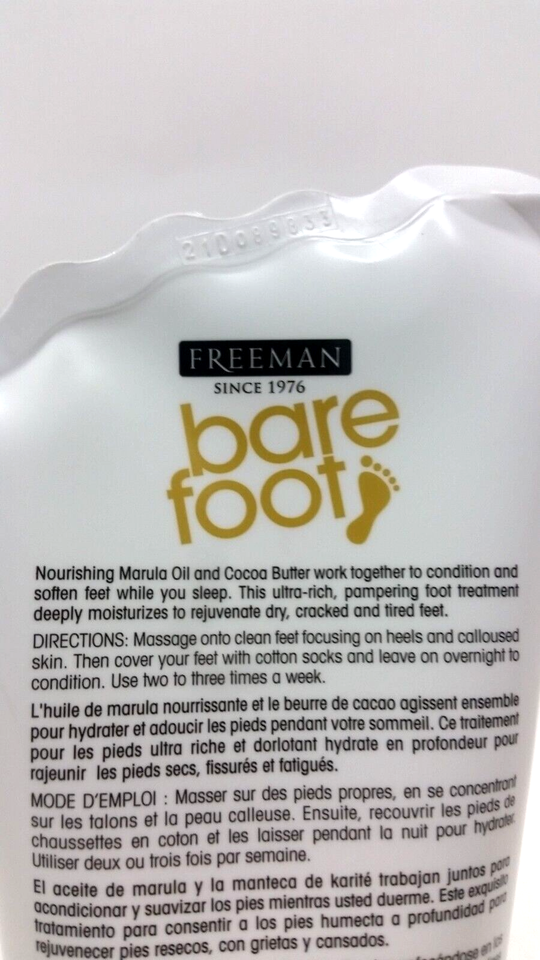 FREEMAN
SINCE 1976
bare
foot
Nourishing Marula Oil and Cocoa Butter work together to condition and
soften feet while you sleep. This ultra-rich, pampering foot treatment
deeply moisturizes to rejuvenate dry, cracked and tired feet.
DIRECTIONS: Massage onto clean feet focusing on heels and calloused
skin. Then cover your feet with cotton socks and leave on overnight to
condition. Use two to three times a week.
L'huile de marula nourrissante et le beurre de cacao agissent ensemble
pour hydrater et adoucir les pieds pendant votre sommeil. Ce traitement
pour les pieds ultra riche et dorlotant hydrate en profondeur pour
rajeunir les pieds secs, fissurés et fatigués.
MODE D'EMPLOI : Masser sur des pieds propres, en se concentrant
sur les talons et la peau calleuse. Ensuite, recouvrir les pieds de
chaussettes en coton et les laisser pendant la nuit pour hydrater.
Utiliser deux ou trois fois par semaine.
El aceite de marula y la manteca de karité trabajan juntos para
acondicionar y suavizar los pies mientras usted duerme. Este exquisito
tratamiento para consentir a los pies humecta a profundidad para
rejuvenecer pies resecos, con grietas y cansados.